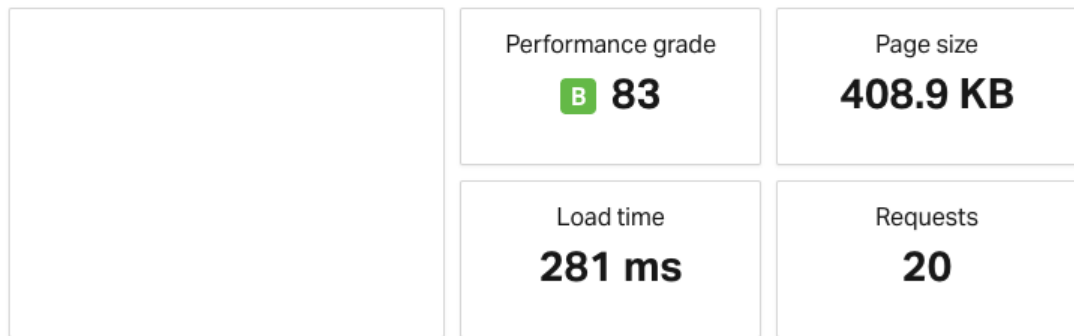 Performance grade
B 83
Page size
408.9 KB
Load time
281 ms
Requests
20